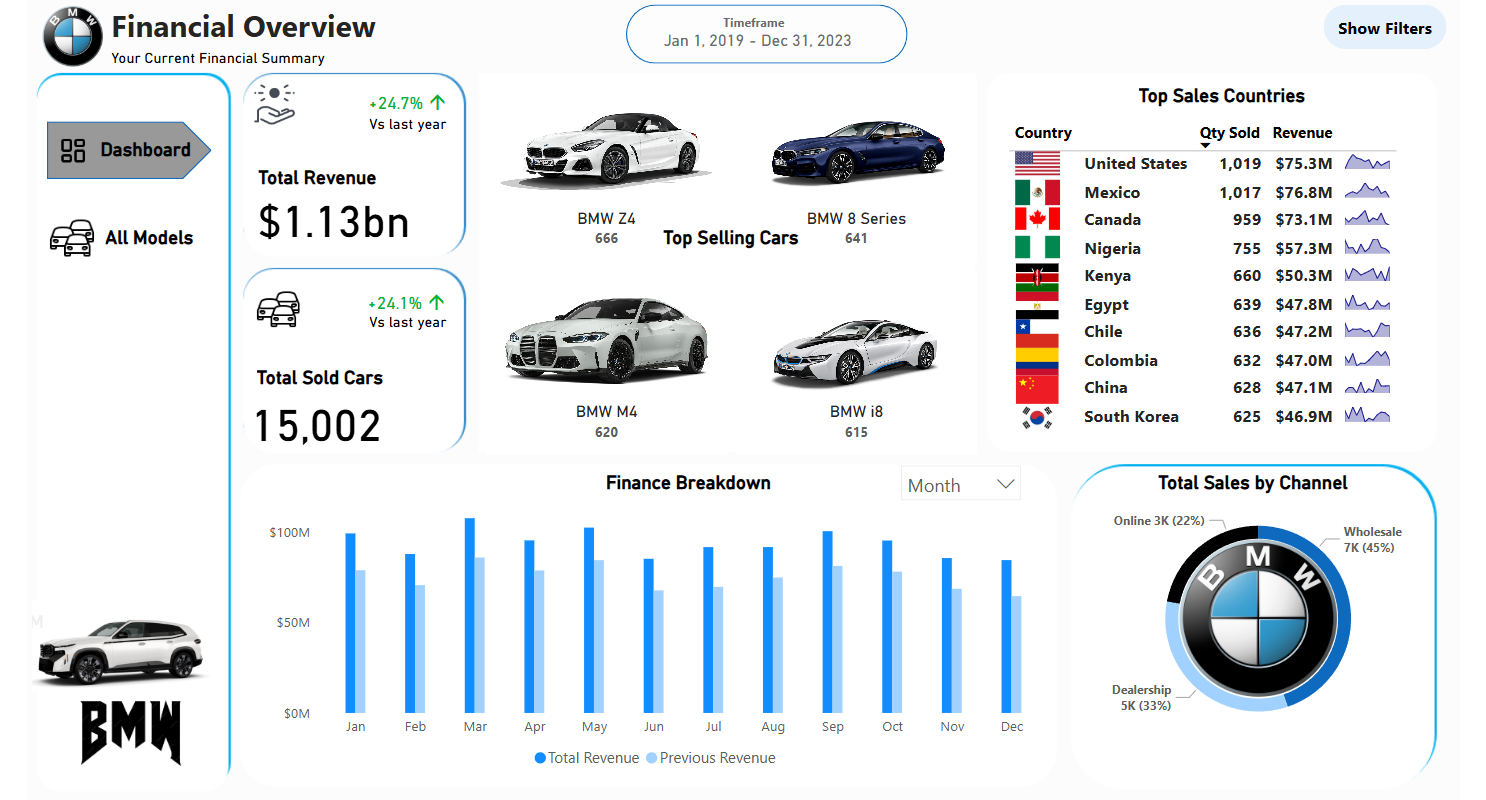 BMW
Financial Overview
Your Current Financial Summary
Timeframe
Jan 1, 2019 - Dec 31, 2023
Show Filters
Dashboard
All Models
M
BMW
+24.7%
Vs last year
Total Revenue
$1.13bn
+24.1%
Vs last year
Total Sold Cars
15,002
BMW Z4
666
BMW 8 Series
641
Top Selling Cars
BMW M4
620
BMW i8
615
Top Sales Countries
Country Qty Sold Revenue
United States 1,019 $75.3M
Mexico 1,017 $76.8M
Canada 959 $73.1M
Nigeria 755 $57.3M
Kenya 660 $50.3M
Egypt 639 $47.8M
Chile 636 $47.2M
Colombia 632 $47.0M
China 628 $47.1M
South Korea 625 $46.9M
Finance Breakdown
Month
$100M
$50M
$0M
Jan Feb Mar Apr May Jun Jul Aug Sep Oct Nov Dec
Total Revenue Previous Revenue
Total Sales by Channel
Online 3K (22%)
Wholesale
7K (45%)
BMW
Dealership
5K (33%)